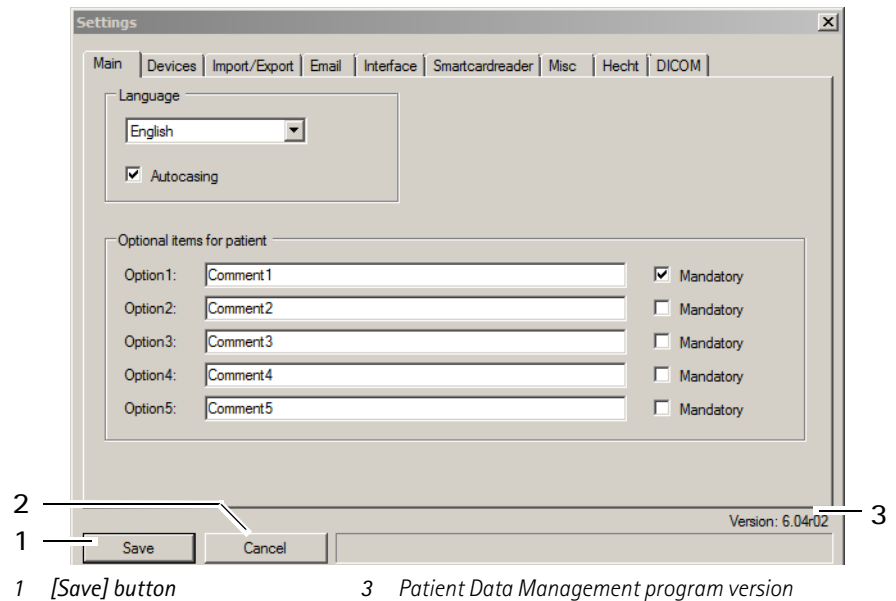 Settings
Main Devices Import/Export Email Interface Smartcardreader Misc Hecht DICOM
Language
English
Autocasing
Optional items for patient
Option1: Comment1 Mandatory
Option2: Comment2 Mandatory
Option3: Comment3 Mandatory
Option4: Comment4 Mandatory
Option5: Comment5 Mandatory
2
Version: 6.04r02 3
1 Save Cancel
1 [Save] button 3 Patient Data Management program version